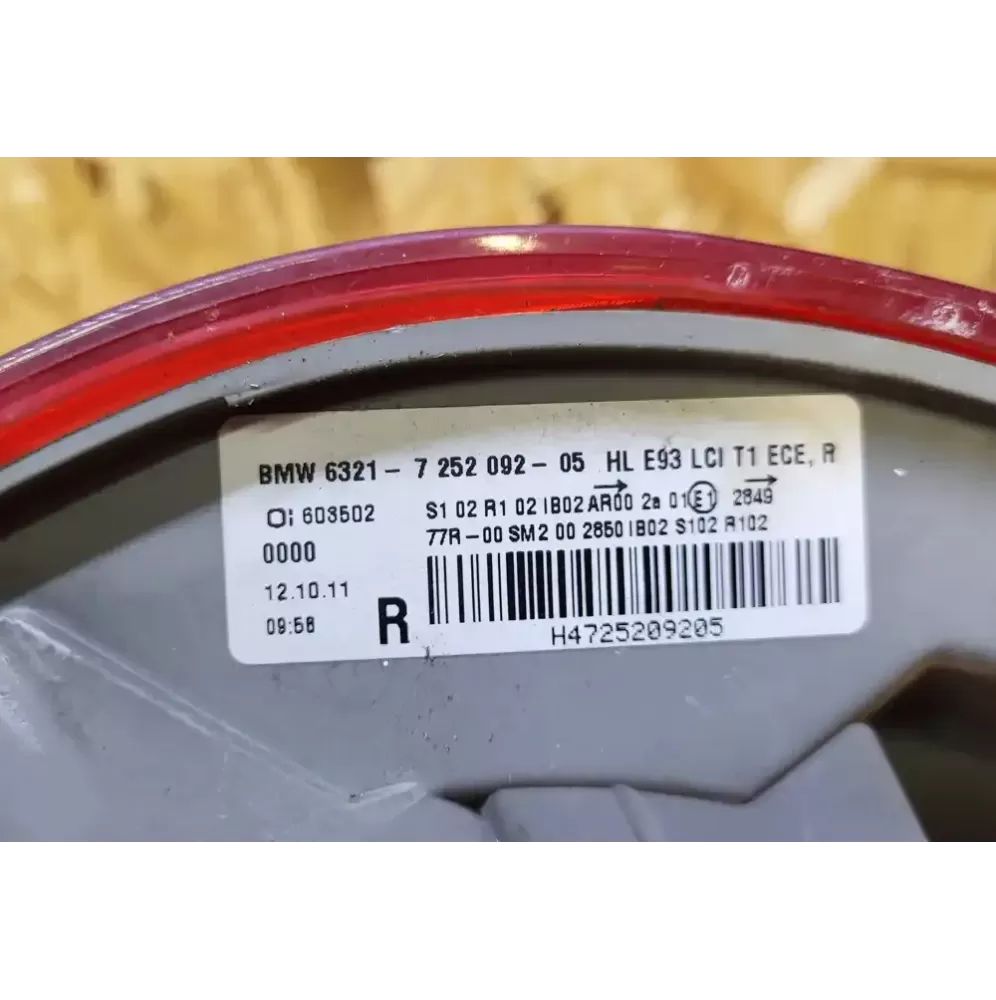 BMW 6321- 7 252 092- 05 HL E93 LCI T1 ECE, R
603502 S1 02 R1 02 IB02 AR00 2a 01 E1 2849
77R-00 SM2 00 2850 IB02 S102 R102
0000
12.10.11
09:56
R
H4725209205